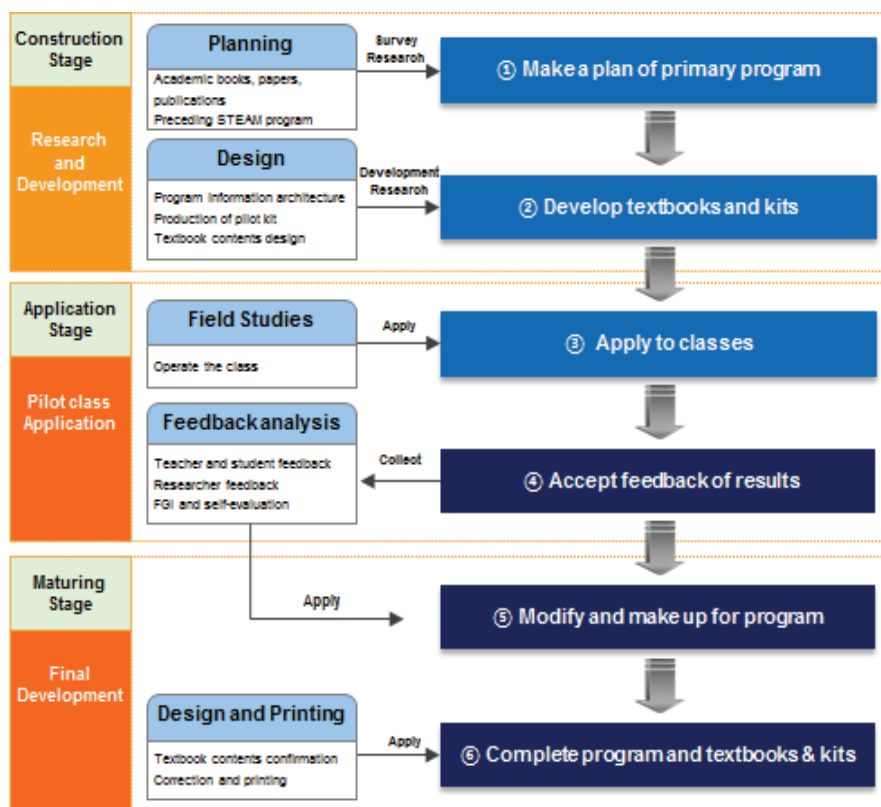 Construction
Stage
Research
and
Development
Planning
Academic books, papers,
publications
Preceding STEAM program
Survey
Research
① Make a plan of primary program
Design
Program information architecture
Production of pilot kit
Textbook contents design
Development
Research
② Develop textbooks and kits
Application
Stage
Pilot class
Application
Field Studies
Operate the class
Apply
③ Apply to classes
Feedback analysis
Teacher and student feedback
Researcher feedback
FGI and self-evaluation
Collect
④ Accept feedback of results
Maturing
Stage
Final
Development
Apply
⑤ Modify and make up for program
Design and Printing
Textbook contents confirmation
Correction and printing
Apply
⑥ Complete program and textbooks & kits